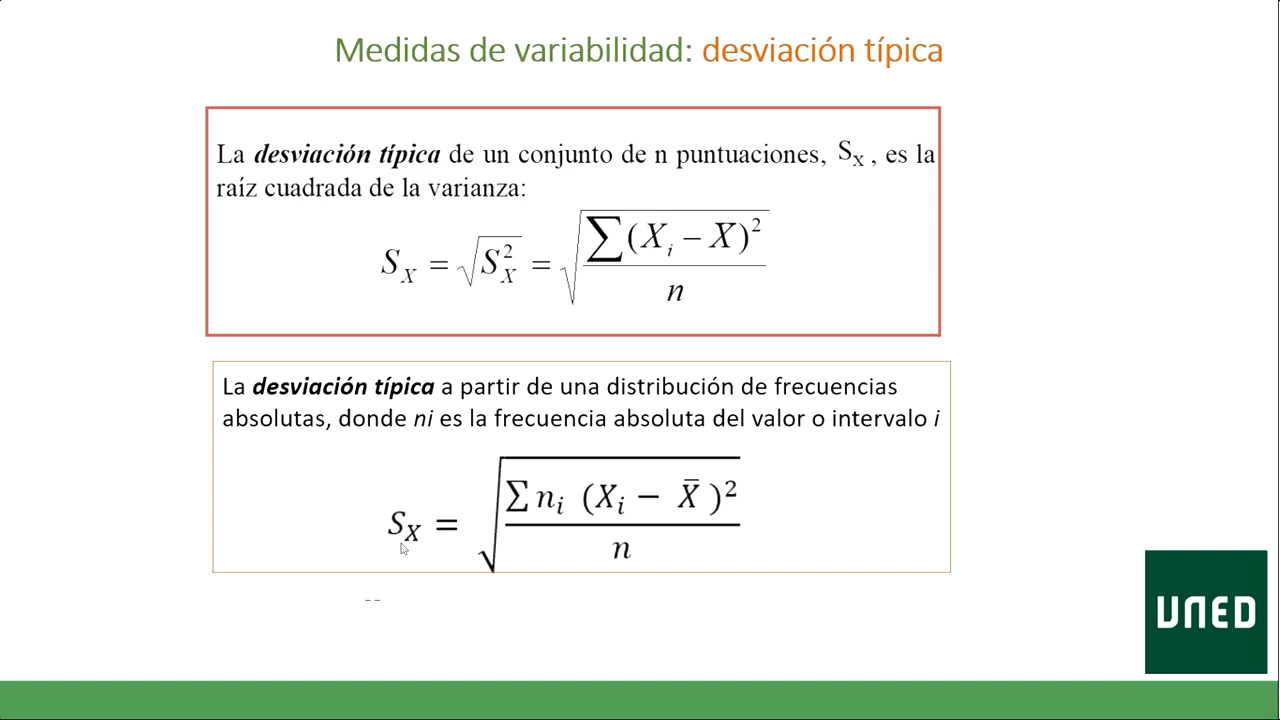 Medidas de variabilidad: desviación típica
La desviación típica de un conjunto de n puntuaciones, S_X , es la
raíz cuadrada de la varianza:
S_X = √(S_X^2) = √(∑(X_i − X)^2 / n)
La desviación típica a partir de una distribución de frecuencias
absolutas, donde ni es la frecuencia absoluta del valor o intervalo i
S_X = √(∑ n_i (X_i − X̄ )^2 / n)
UNED